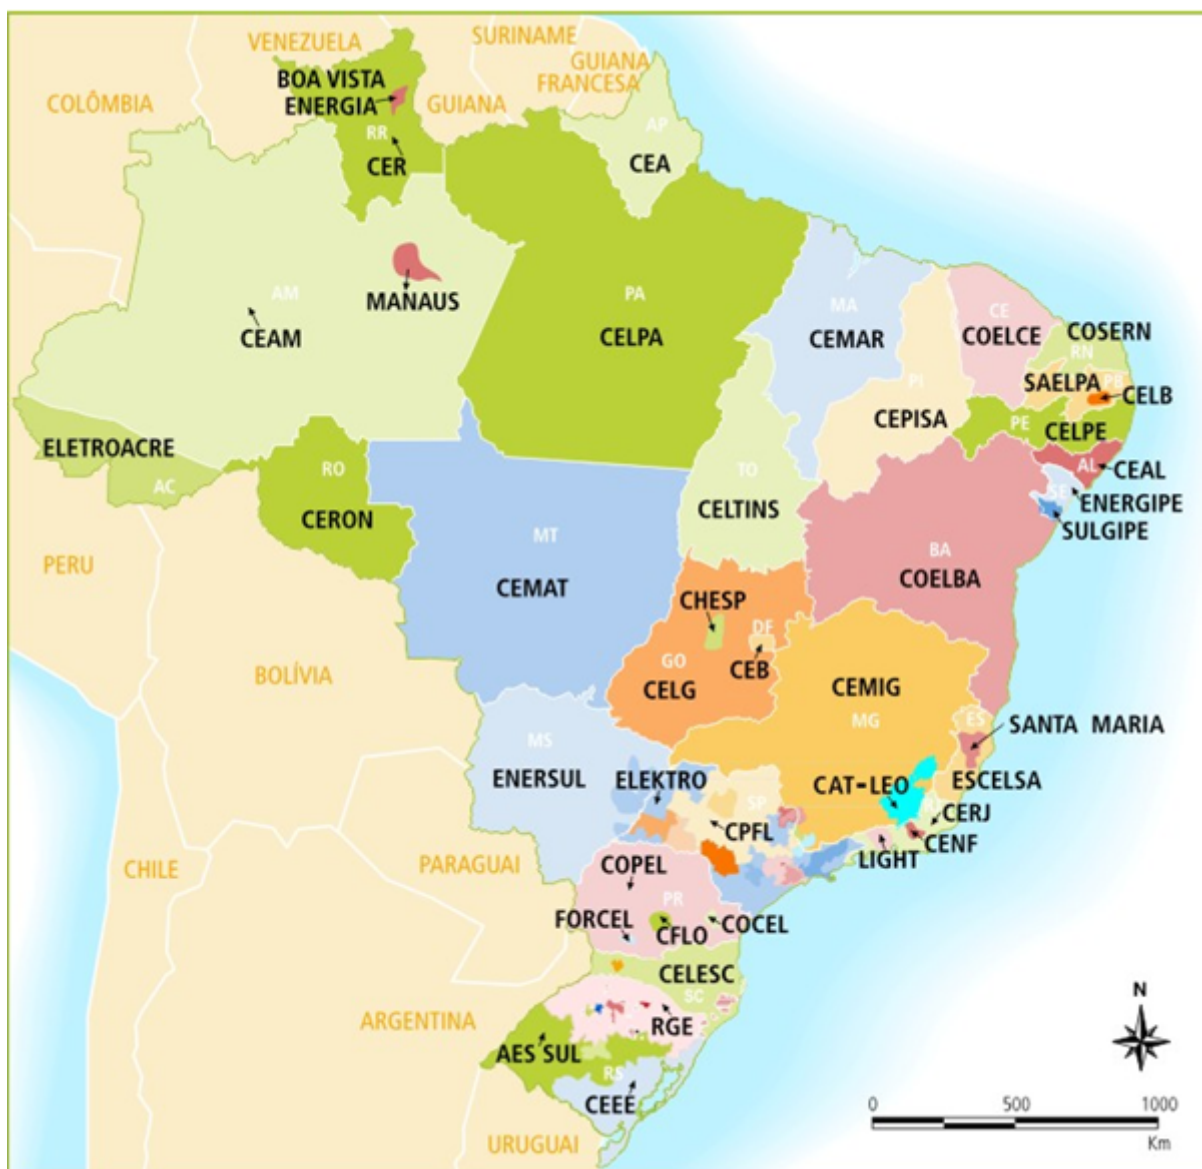 VENEZUELA
SURINAME
GUIANA
FRANCESA
COLÔMBIA
BOA VISTA
ENERGIA
GUIANA
RR
CER
AP
CEA
AM
MANAUS
CEAM
PA
CELPA
MA
CEMAR
CE
COELCE
COSERN
RN
PI
CEPISA
SAELPA
PB
CELB
PE
CELPE
ELETROACRE
AC
RO
CERON
TO
CELTINS
AL
CEAL
SE
ENERGIPE
SULGIPE
MT
CEMAT
BA
COELBA
PERU
CHESP
DF
CEB
GO
CELG
BOLÍVIA
CEMIG
MG
ES
SANTA MARIA
MS
ENERSUL
ELEKTRO
SP
CPFL
CAT-LEO
ESCELSA
CERJ
CENF
LIGHT
CHILE
PARAGUAI
COPEL
PR
FORCEL
CFLO
COCEL
CELESC
SC
ARGENTINA
RGE
AES SUL
RS
CEEE
URUGUAI
N
0 500 1000
Km